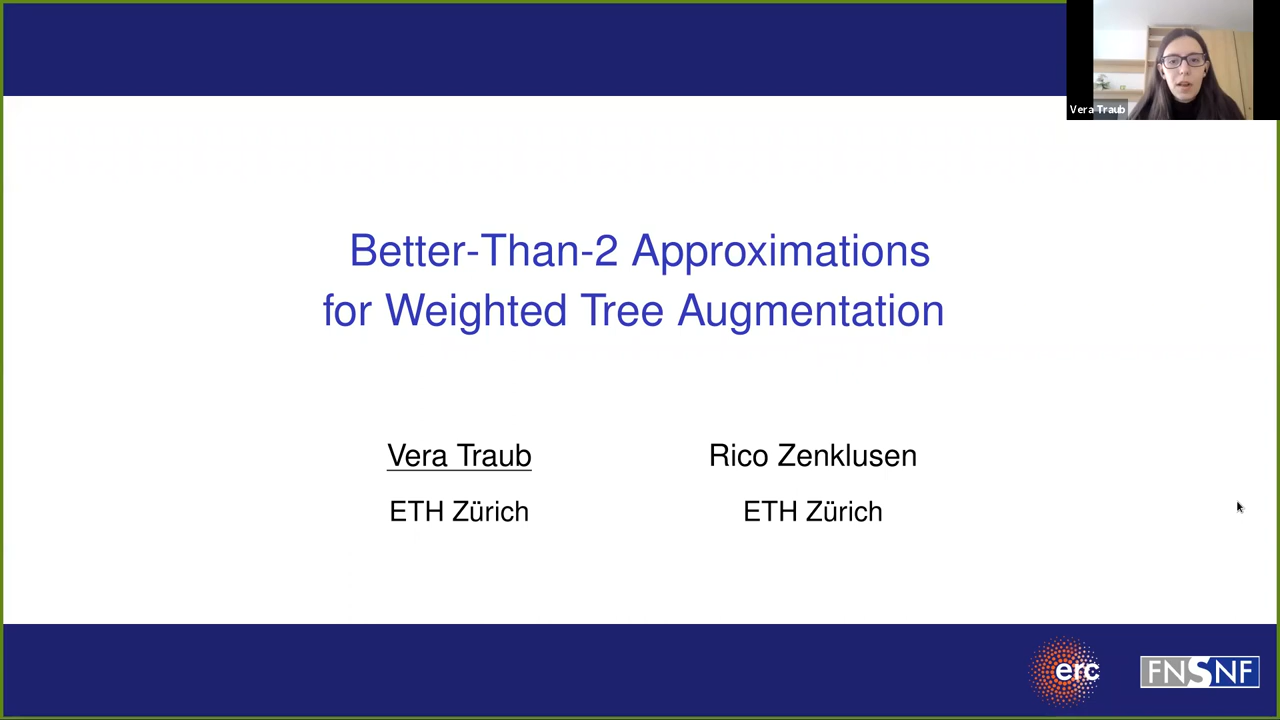 Vera Traub
Better-Than-2 Approximations
for Weighted Tree Augmentation
Vera Traub
Rico Zenklusen
ETH Zürich
ETH Zürich
erc
FNSNF